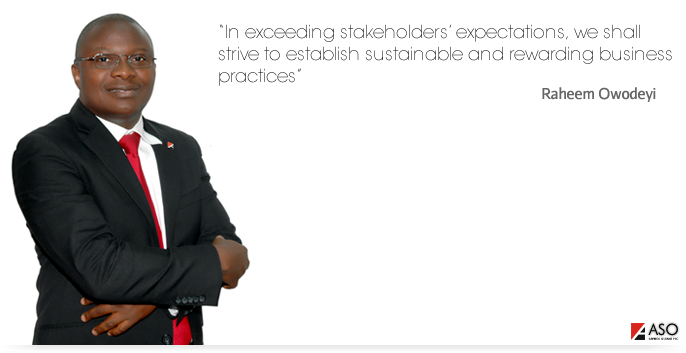 “In exceeding stakeholders’ expectations, we shall
strive to establish sustainable and rewarding business
practices”
Raheem Owodeyi
ASO